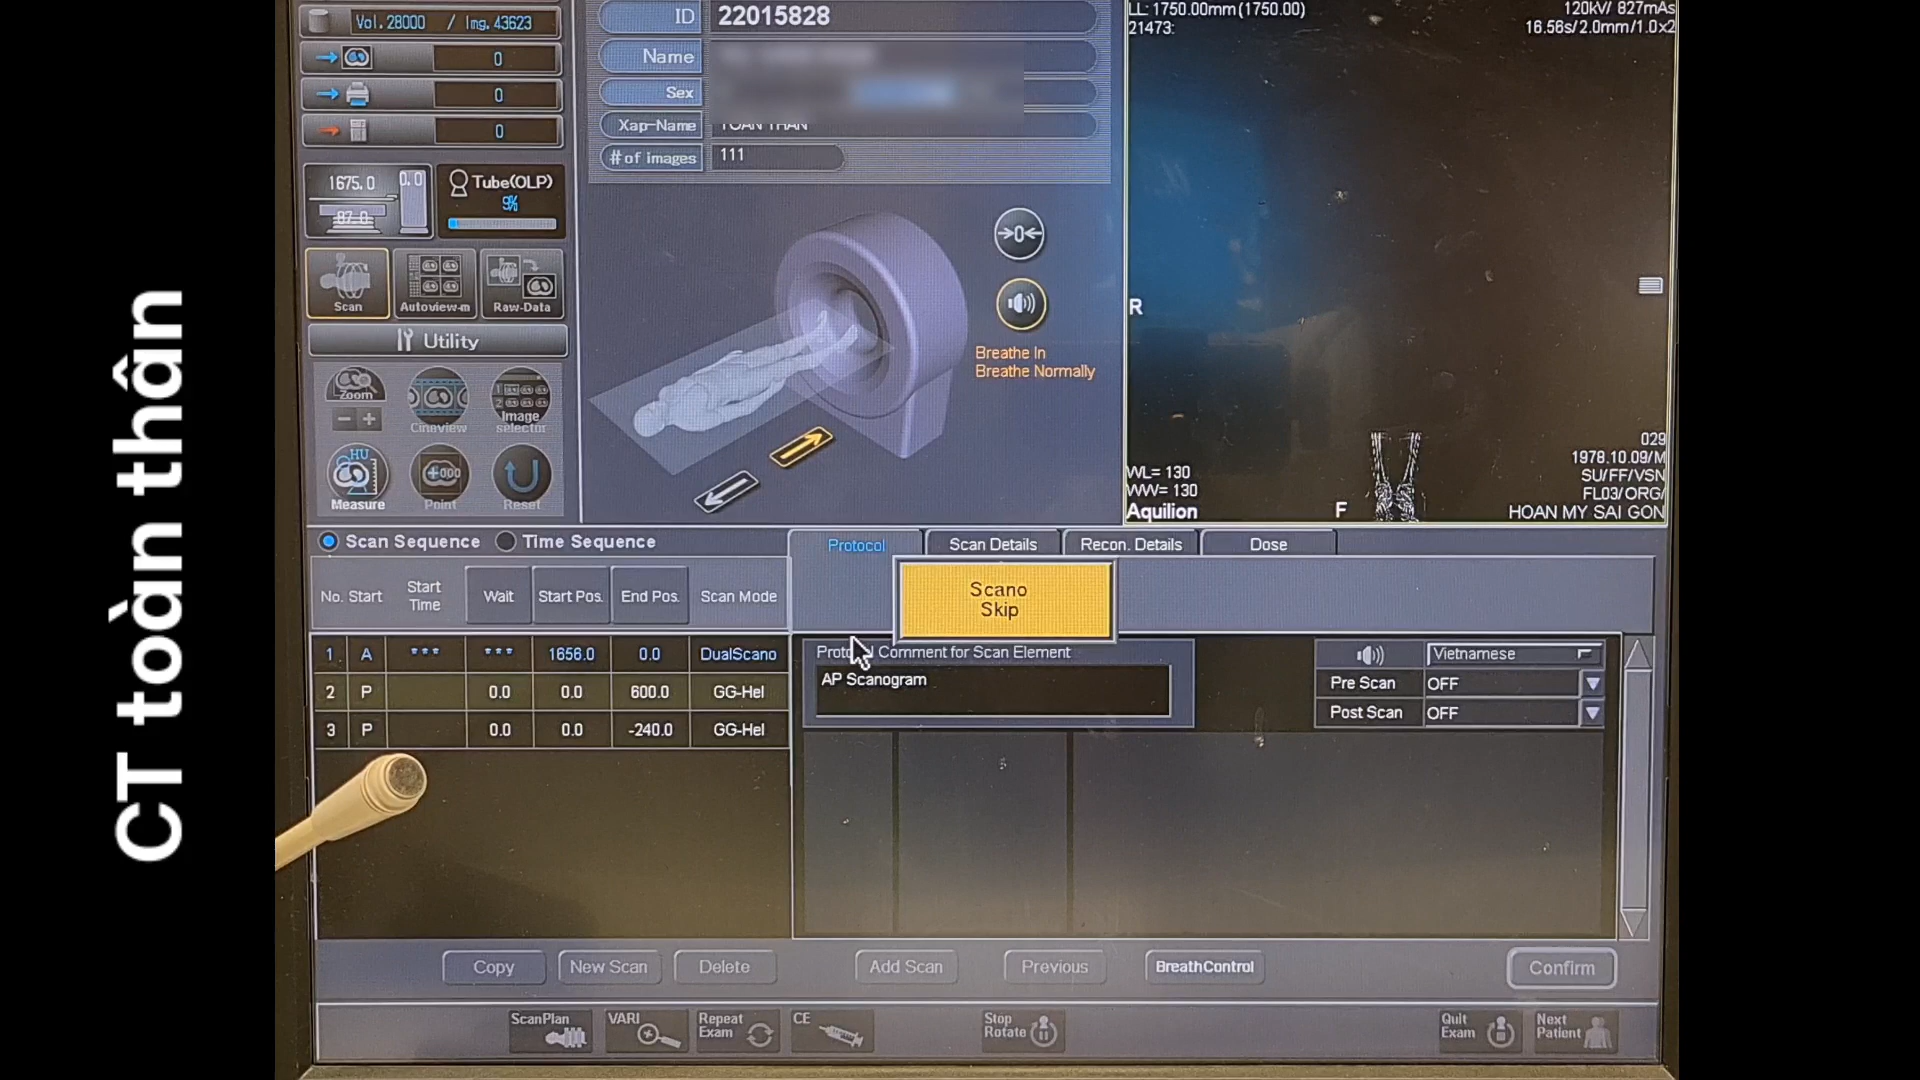 CT toàn thân
Vol.28000 / Img.43623
0
0
0
1675.0 0.0
87.0
Tube(OLP)
9%
Scan
Autoview-m
Raw-Data
Utility
Zoom
Cineview
Image
selector
HU
Measure
Point
Reset
ID 22015828
Name
Sex
Xap-Name TOAN THAN
# of images 111
→0←
Breathe In
Breathe Normally
LL: 1750.00mm(1750.00)
21473:
120kV/ 827mAs
16.56s/2.0mm/1.0x2
R
029
1978.10.09/M
SU/FF/VSN
FL03/ORG/
HOAN MY SAI GON
WL= 130
WW= 130
Aquilion
F
Scan Sequence
Time Sequence
Protocol
Scan Details
Recon. Details
Dose
No. Start
Start
Time
Wait
Start Pos.
End Pos.
Scan Mode
Scano
Skip
1 A *** *** 1656.0 0.0 DualScano
2 P 0.0 0.0 600.0 GG-Hel
3 P 0.0 0.0 -240.0 GG-Hel
Comment for Scan Element
AP Scanogram
Vietnamese
Pre Scan OFF
Post Scan OFF
Copy
New Scan
Delete
Add Scan
Previous
BreathControl
Confirm
ScanPlan
VARI
Repeat
Exam
CE
Stop
Rotate
Quit
Exam
Next
Patient